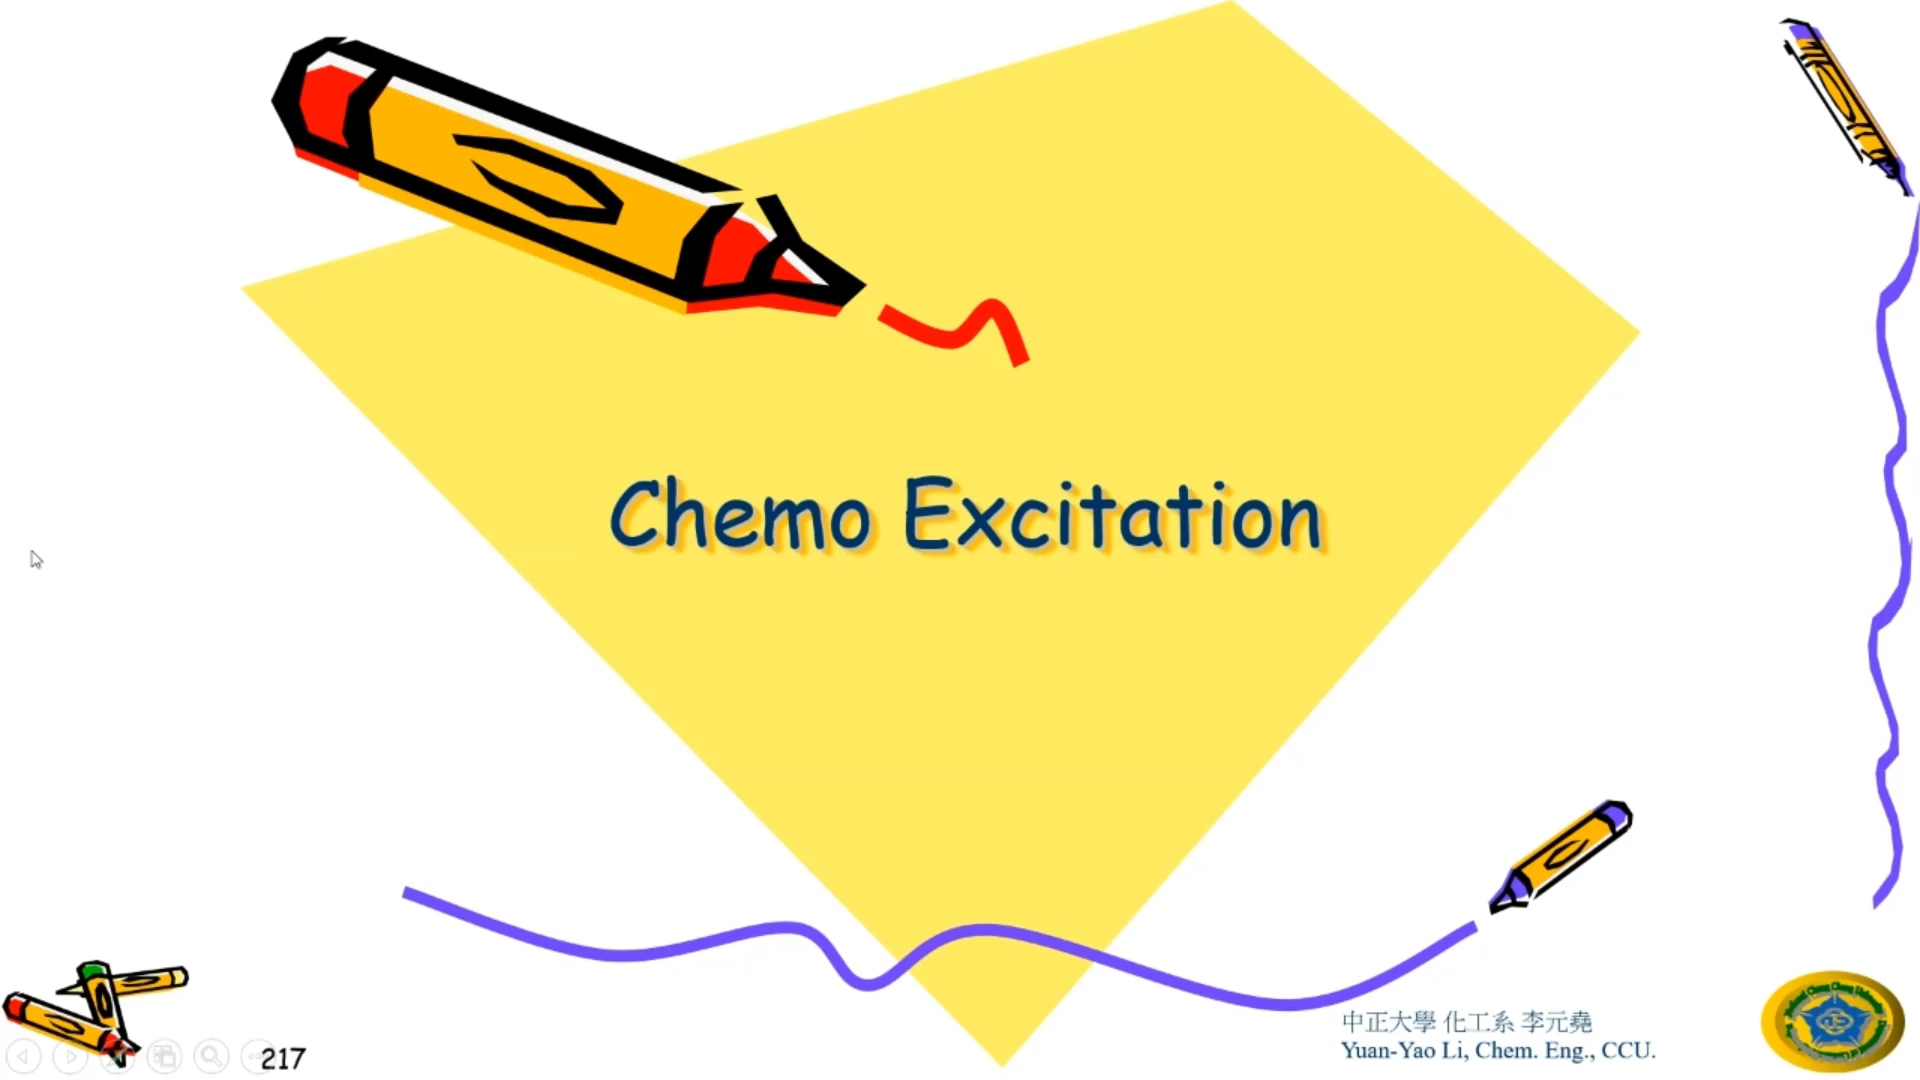 Chemo Excitation
中正大學 化工系 李元堯
Yuan-Yao Li, Chem. Eng., CCU.
217